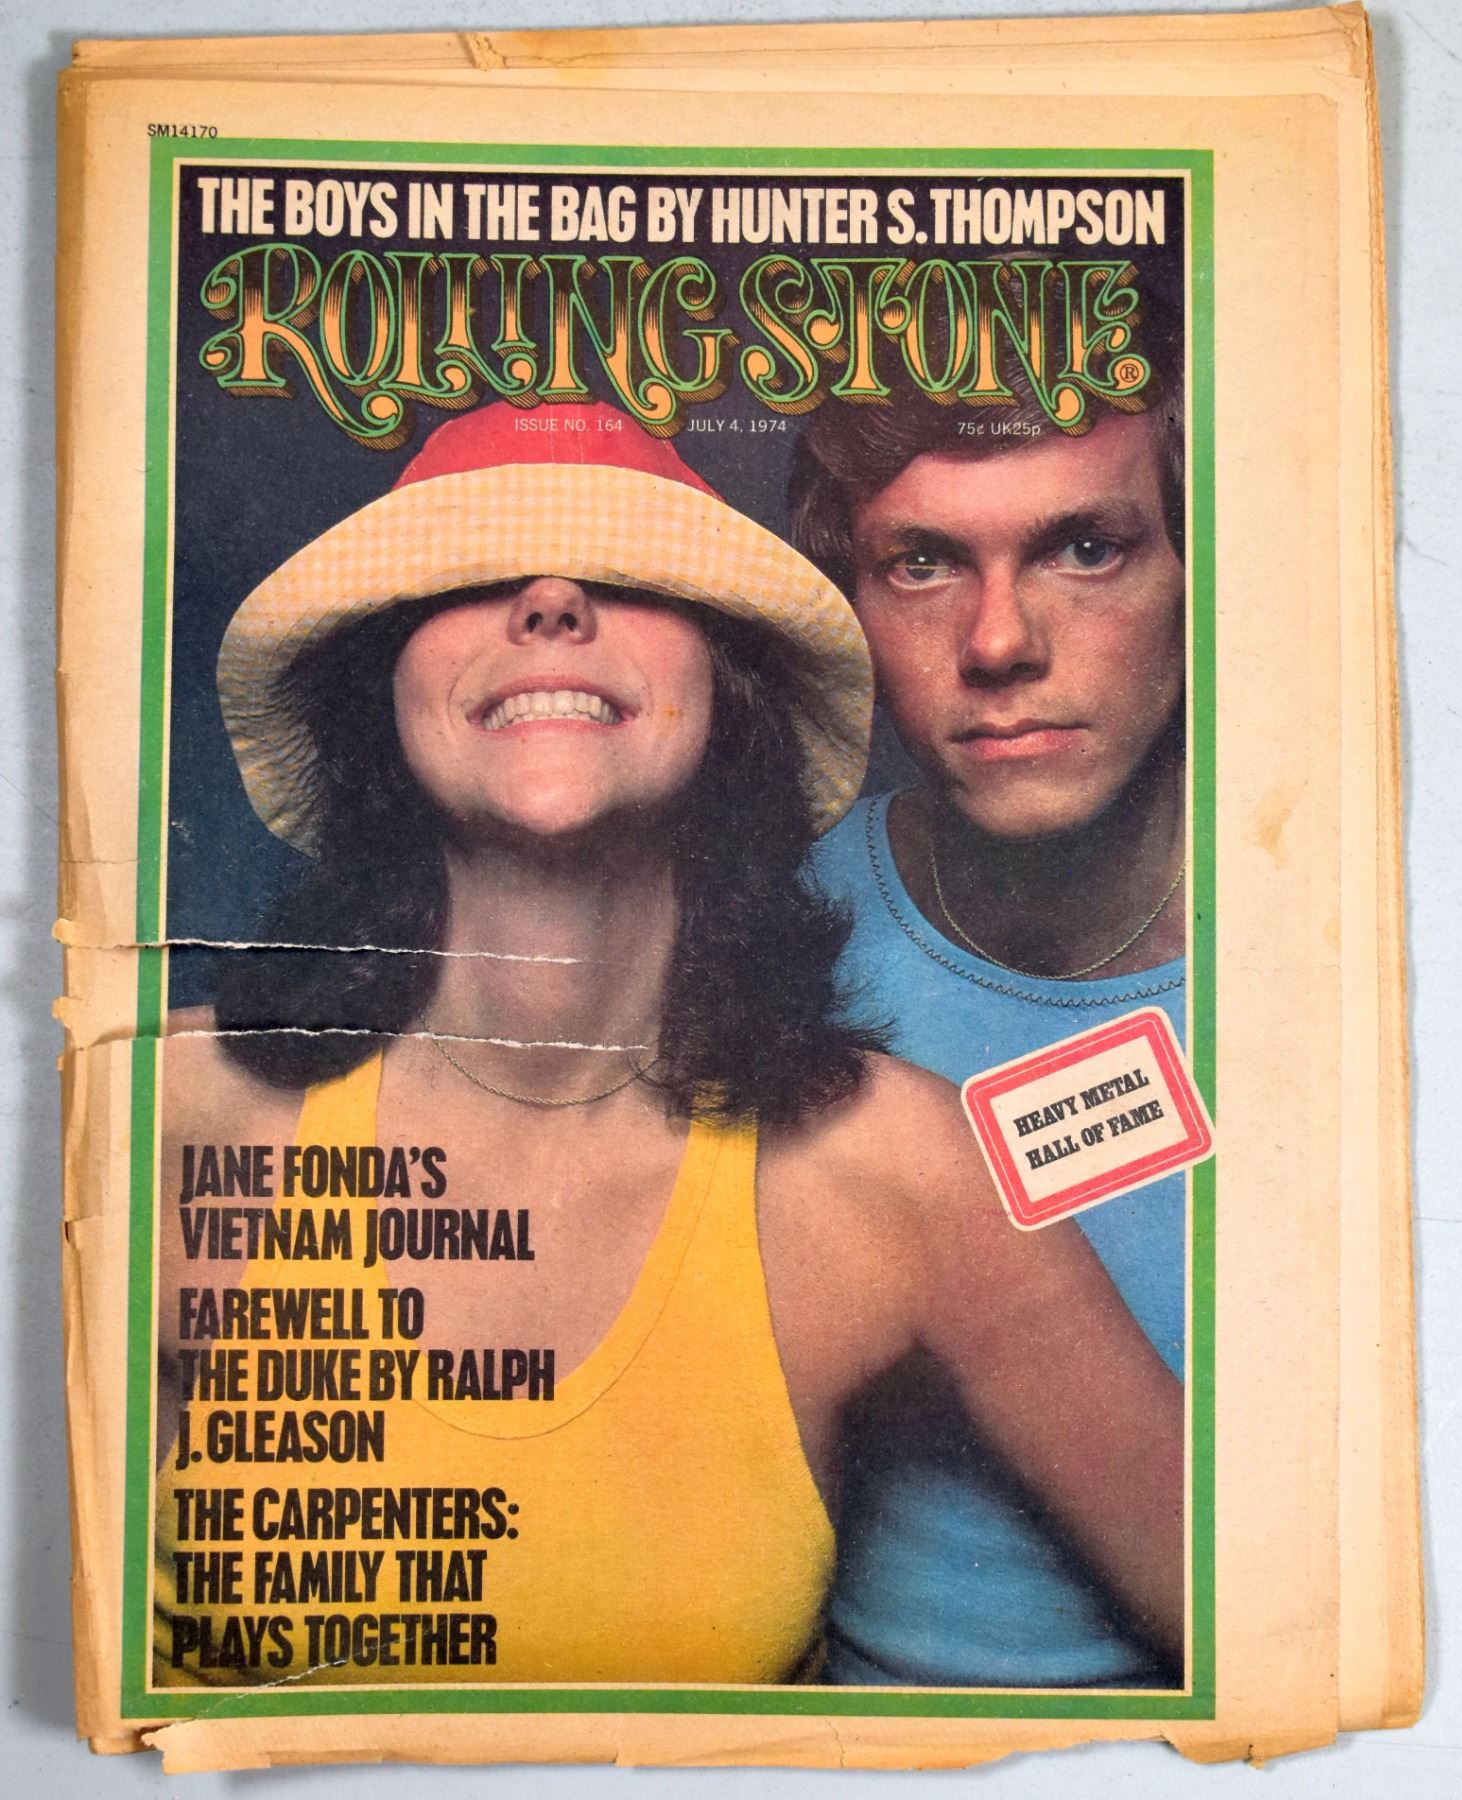 SM14170
THE BOYS IN THE BAG BY HUNTER S. THOMPSON
ROLLING STONE®
ISSUE NO. 164 JULY 4, 1974 75¢ UK25p
HEAVY METAL
HALL OF FAME
JANE FONDA'S
VIETNAM JOURNAL
FAREWELL TO
THE DUKE BY RALPH
J. GLEASON
THE CARPENTERS:
THE FAMILY THAT
PLAYS TOGETHER